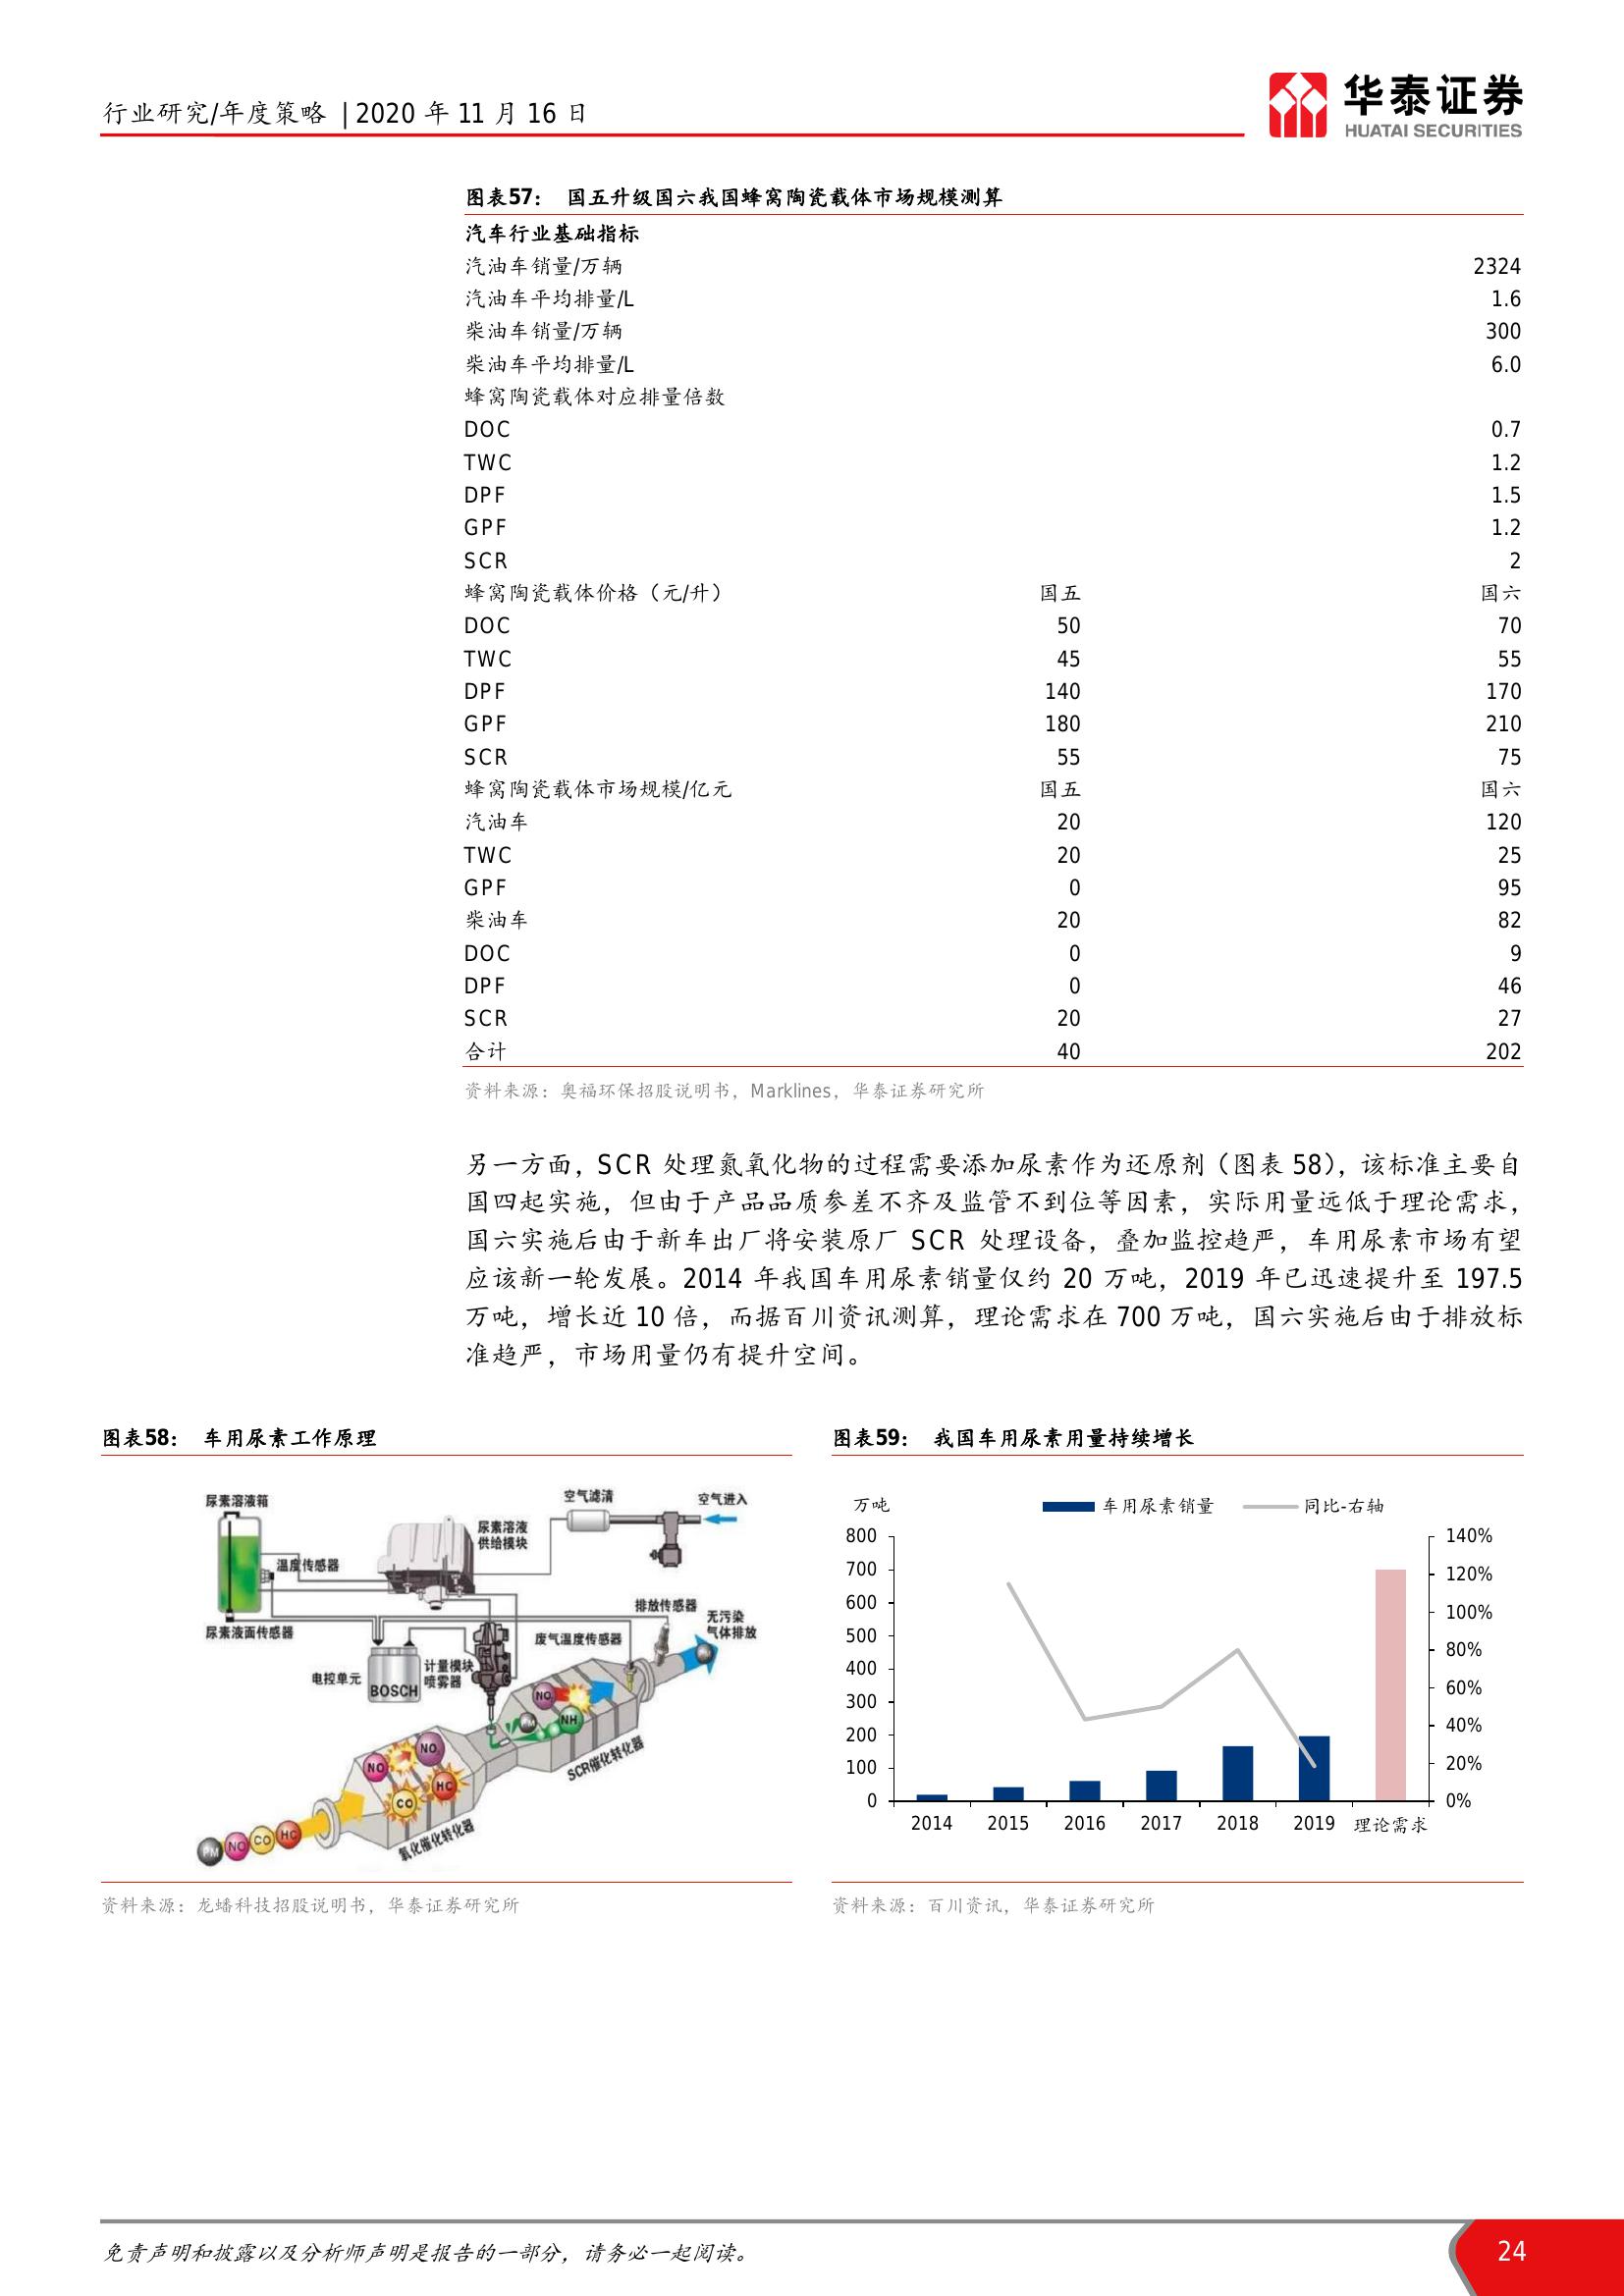 行业研究/年度策略 | 2020 年 11 月 16 日
华泰证券
HUATAI SECURITIES
图表57： 国五升级国六我国蜂窝陶瓷载体市场规模测算
汽车行业基础指标
汽油车销量/万辆 2324
汽油车平均排量/L 1.6
柴油车销量/万辆 300
柴油车平均排量/L 6.0
蜂窝陶瓷载体对应排量倍数
DOC 0.7
TWC 1.2
DPF 1.5
GPF 1.2
SCR 2
蜂窝陶瓷载体价格（元/升） 国五 国六
DOC 50 70
TWC 45 55
DPF 140 170
GPF 180 210
SCR 55 75
蜂窝陶瓷载体市场规模/亿元 国五 国六
汽油车 20 120
TWC 20 25
GPF 0 95
柴油车 20 82
DOC 0 9
DPF 0 46
SCR 20 27
合计 40 202
资料来源：奥福环保招股说明书，Marklines，华泰证券研究所
另一方面，SCR 处理氮氧化物的过程需要添加尿素作为还原剂（图表 58），该标准主要自
国四起实施，但由于产品品质参差不齐及监管不到位等因素，实际用量远低于理论需求，
国六实施后由于新车出厂将安装原厂 SCR 处理设备，叠加监控趋严，车用尿素市场有望
应该新一轮发展。2014 年我国车用尿素销量仅约 20 万吨，2019 年已迅速提升至 197.5
万吨，增长近 10 倍，而据百川资讯测算，理论需求在 700 万吨，国六实施后由于排放标
准趋严，市场用量仍有提升空间。
图表58： 车用尿素工作原理
尿素溶液箱
空气滤清
空气进入
尿素溶液
供给模块
温度传感器
排放传感器
无污染
气体排放
尿素液面传感器
废气温度传感器
电控单元
BOSCH
计量模块
喷雾器
PM
NO
NH
PM
SCR催化转化器
NO
NO
HC
CO
氧化催化转化器
PM NO CO HC
资料来源：龙蟠科技招股说明书，华泰证券研究所
图表59： 我国车用尿素用量持续增长
万吨 车用尿素销量 同比-右轴
800 140%
700 120%
600 100%
500 80%
400 60%
300 40%
200 20%
100 0%
0
2014 2015 2016 2017 2018 2019 理论需求
资料来源：百川资讯，华泰证券研究所
免责声明和披露以及分析师声明是报告的一部分，请务必一起阅读。 24